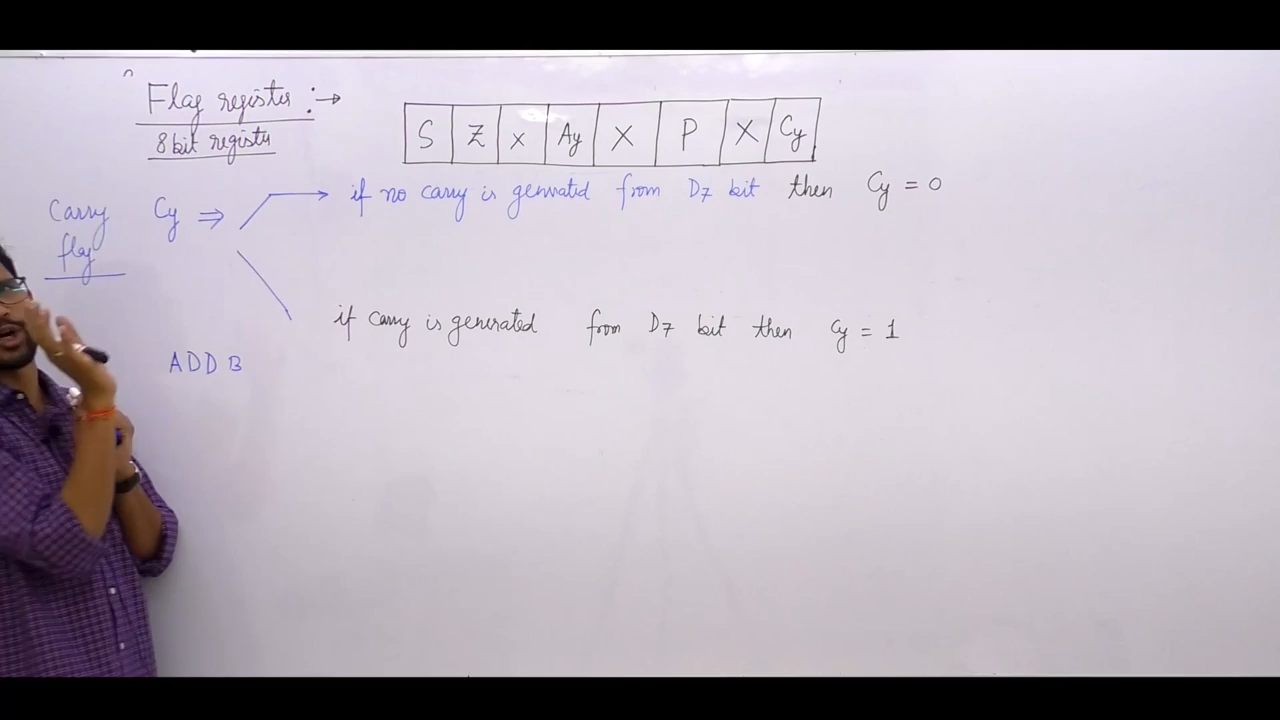 Flag register :→
8 bit register
S Z x Ay X P X Cy
Carry flag Cy ⇒ if no carry is generated from D7 bit then Cy = 0
if carry is generated from D7 bit then Cy = 1
ADD B